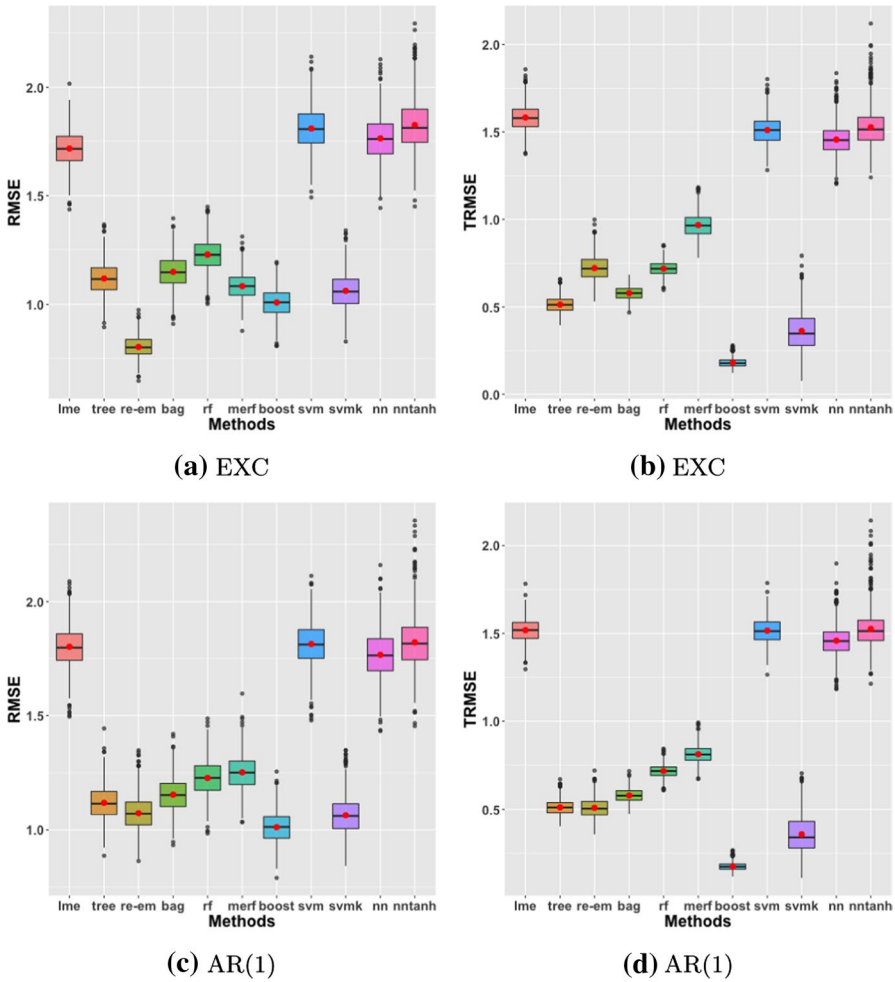 RMSE
2.0
1.5
1.0
lme tree re-em bag rf merf boost svm svmk nn nntanh
Methods
(a) EXC
TRMSE
2.0
1.5
1.0
0.5
0.0
lme tree re-em bag rf merf boost svm svmk nn nntanh
Methods
(b) EXC
RMSE
2.0
1.5
1.0
lme tree re-em bag rf merf boost svm svmk nn nntanh
Methods
(c) AR(1)
TRMSE
2.0
1.5
1.0
0.5
lme tree re-em bag rf merf boost svm svmk nn nntanh
Methods
(d) AR(1)